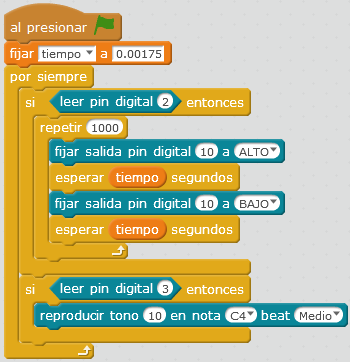 al presionar
fijar tiempo a 0.00175
por siempre
si leer pin digital 2 entonces
repetir 1000
fijar salida pin digital 10 a ALTO
esperar tiempo segundos
fijar salida pin digital 10 a BAJO
esperar tiempo segundos
si leer pin digital 3 entonces
reproducir tono 10 en nota C4 beat Medio